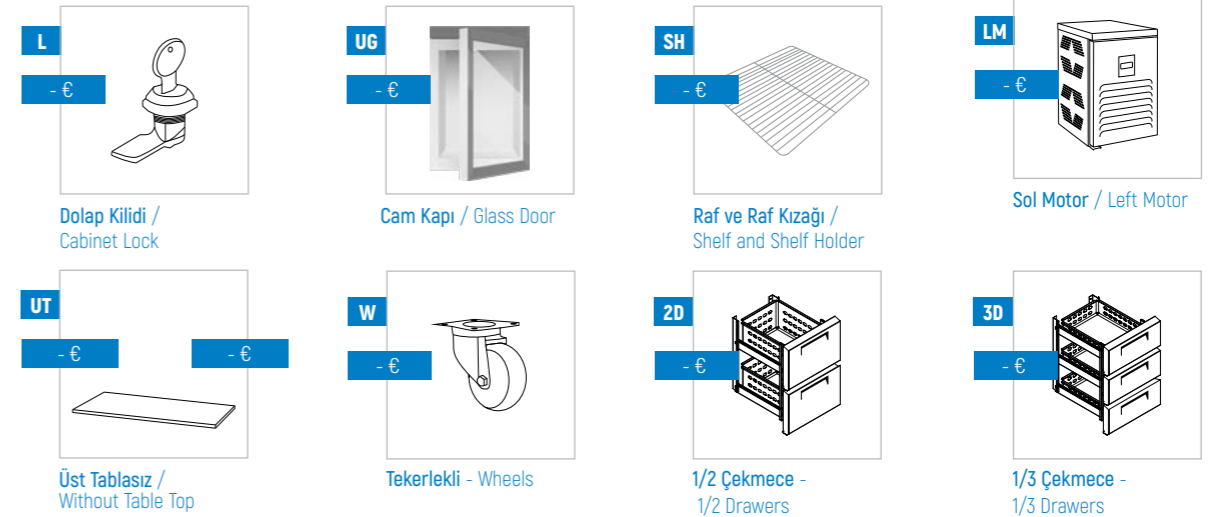 L
- €
Dolap Kilidi /
Cabinet Lock
UG
- €
Cam Kapı / Glass Door
SH
- €
Raf ve Raf Kızağı /
Shelf and Shelf Holder
LM
- €
Sol Motor / Left Motor
UT
- €
- €
Üst Tablasız /
Without Table Top
W
- €
Tekerlekli - Wheels
2D
- €
1/2 Çekmece -
1/2 Drawers
3D
- €
1/3 Çekmece -
1/3 Drawers